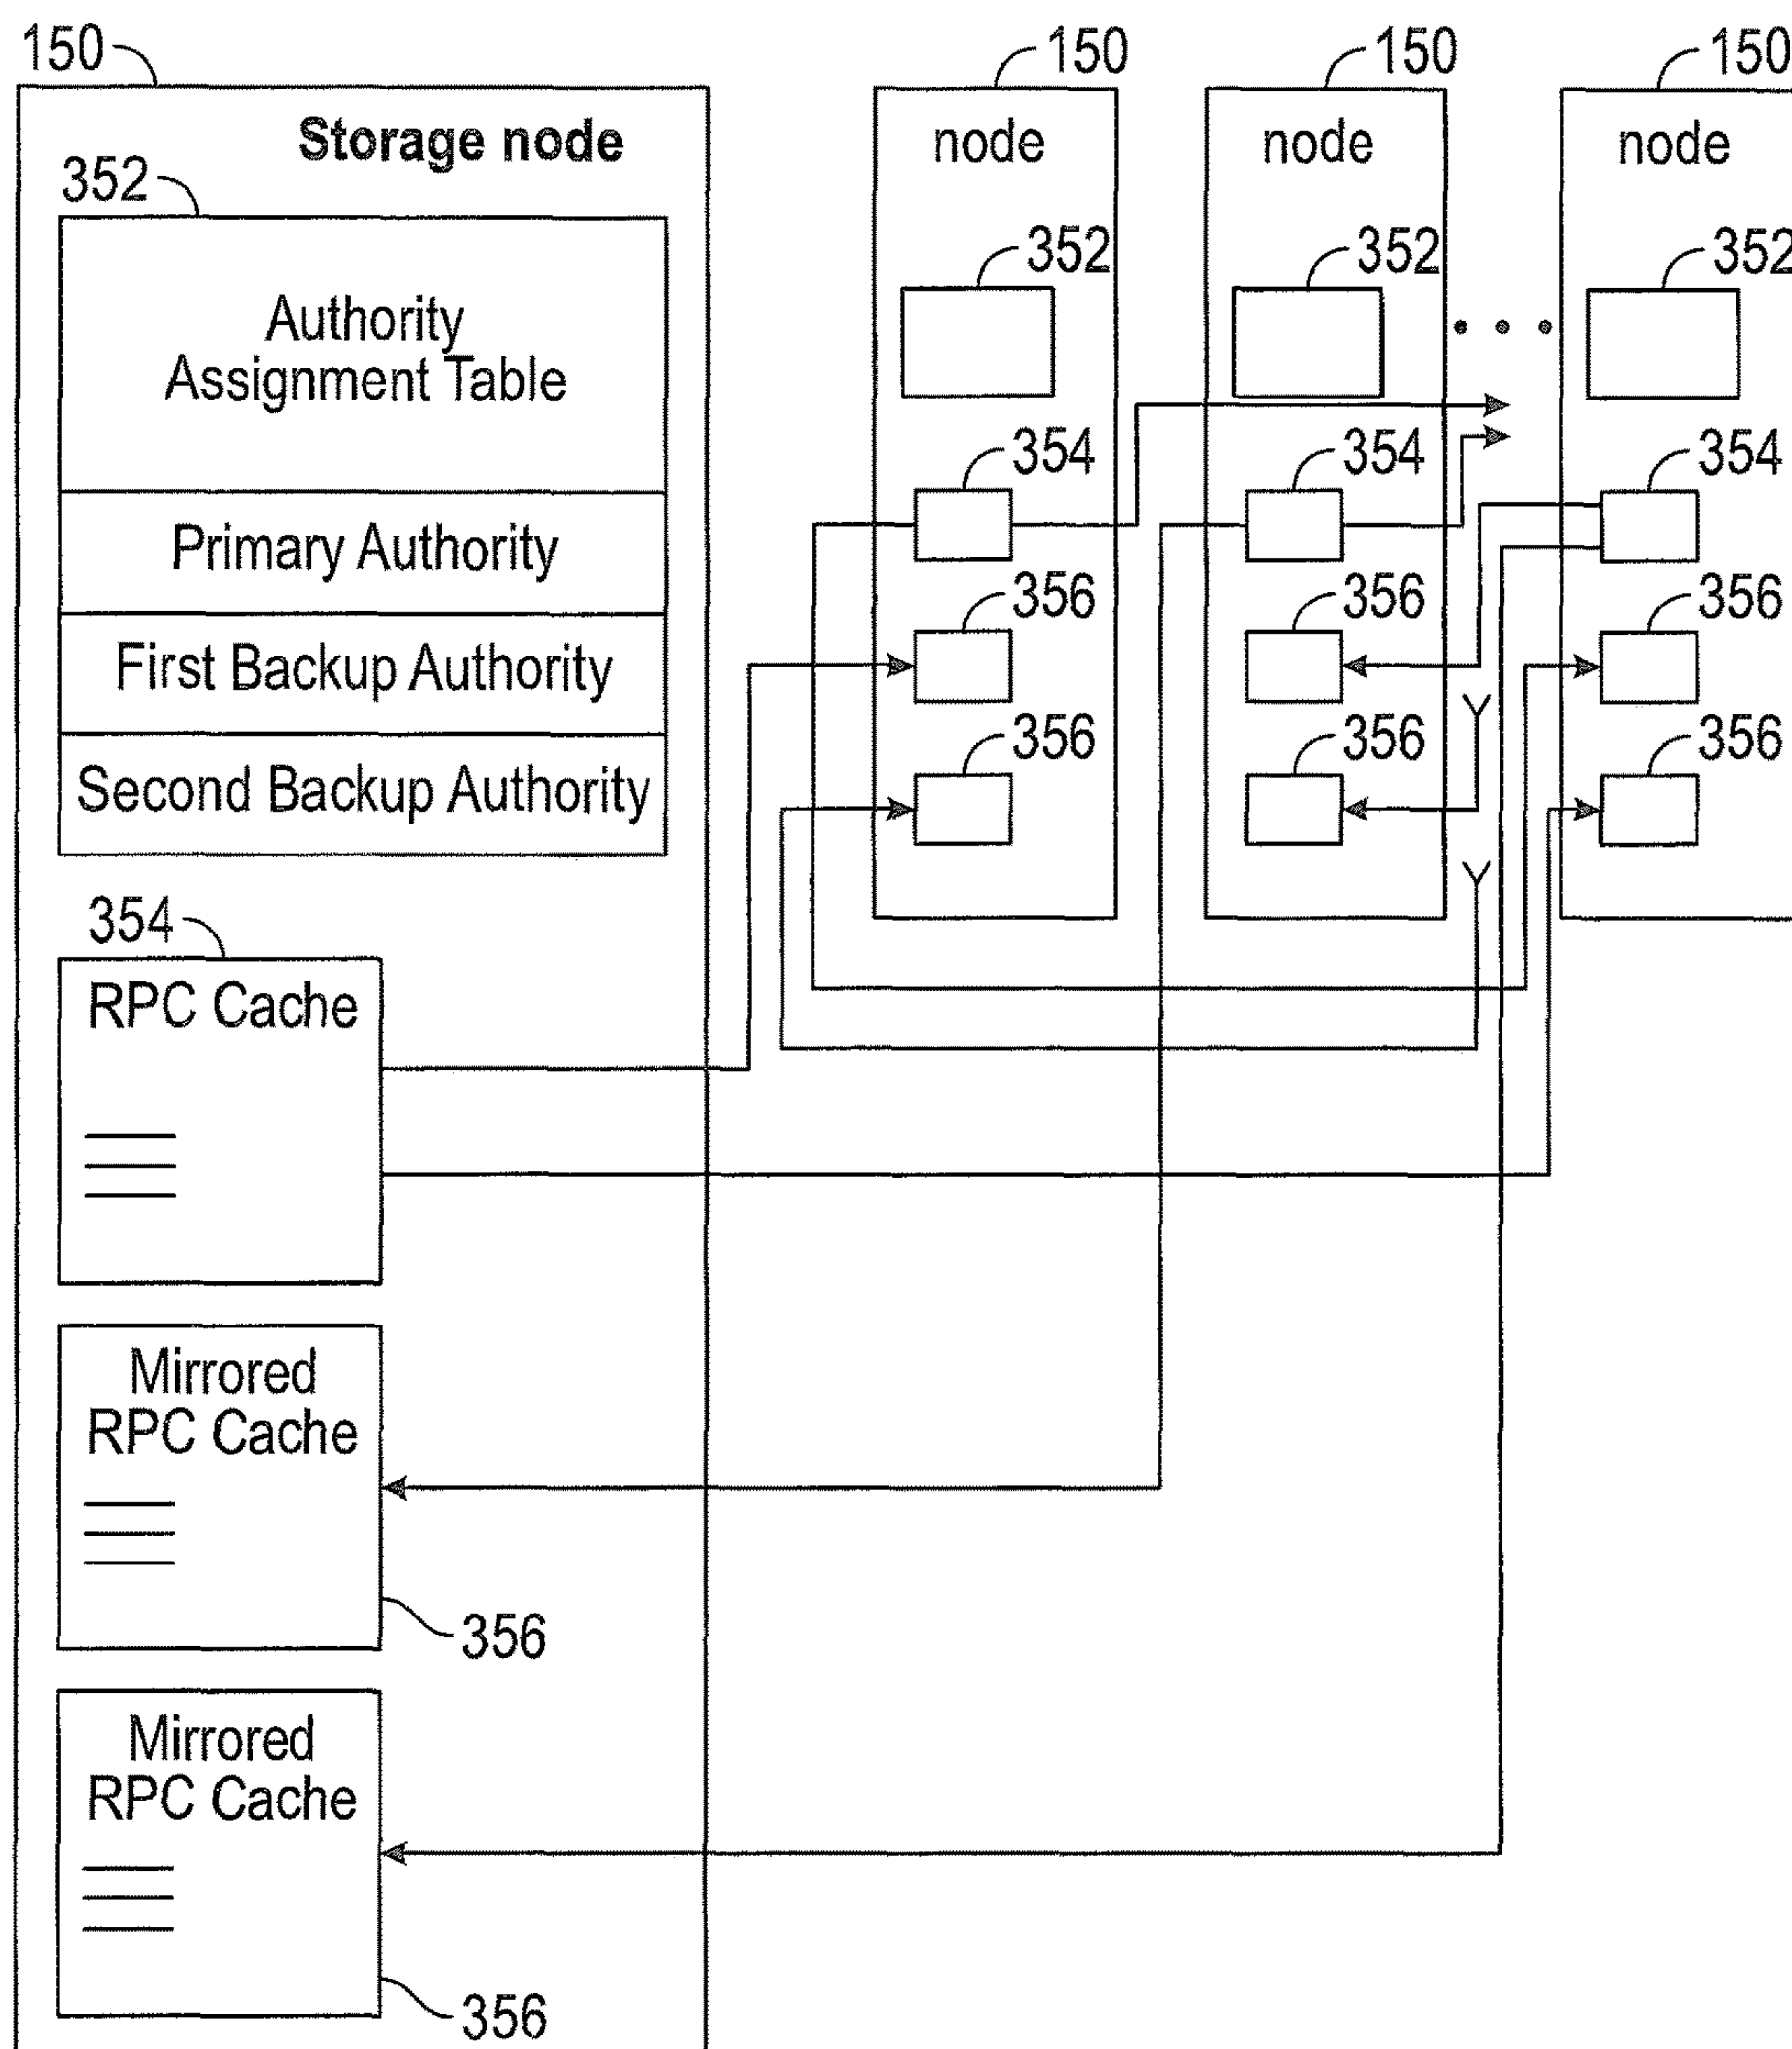 150
150
150
150
Storage node
node
node
node
352
352
352
352
Authority
Assignment Table
354
354
354
Primary Authority
356
356
356
First Backup Authority
356
356
356
Second Backup Authority
354
RPC Cache
Mirrored
RPC Cache
356
Mirrored
RPC Cache
356